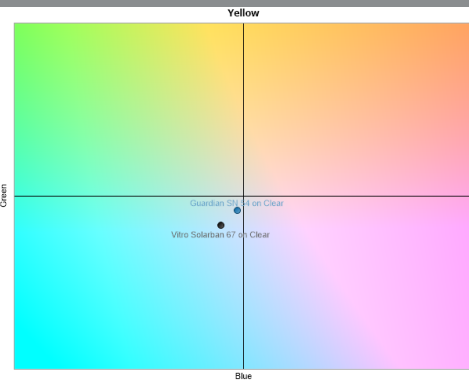 Yellow
Green
Guardian SN 54 on Clear
Vitro Solarban 67 on Clear
Blue